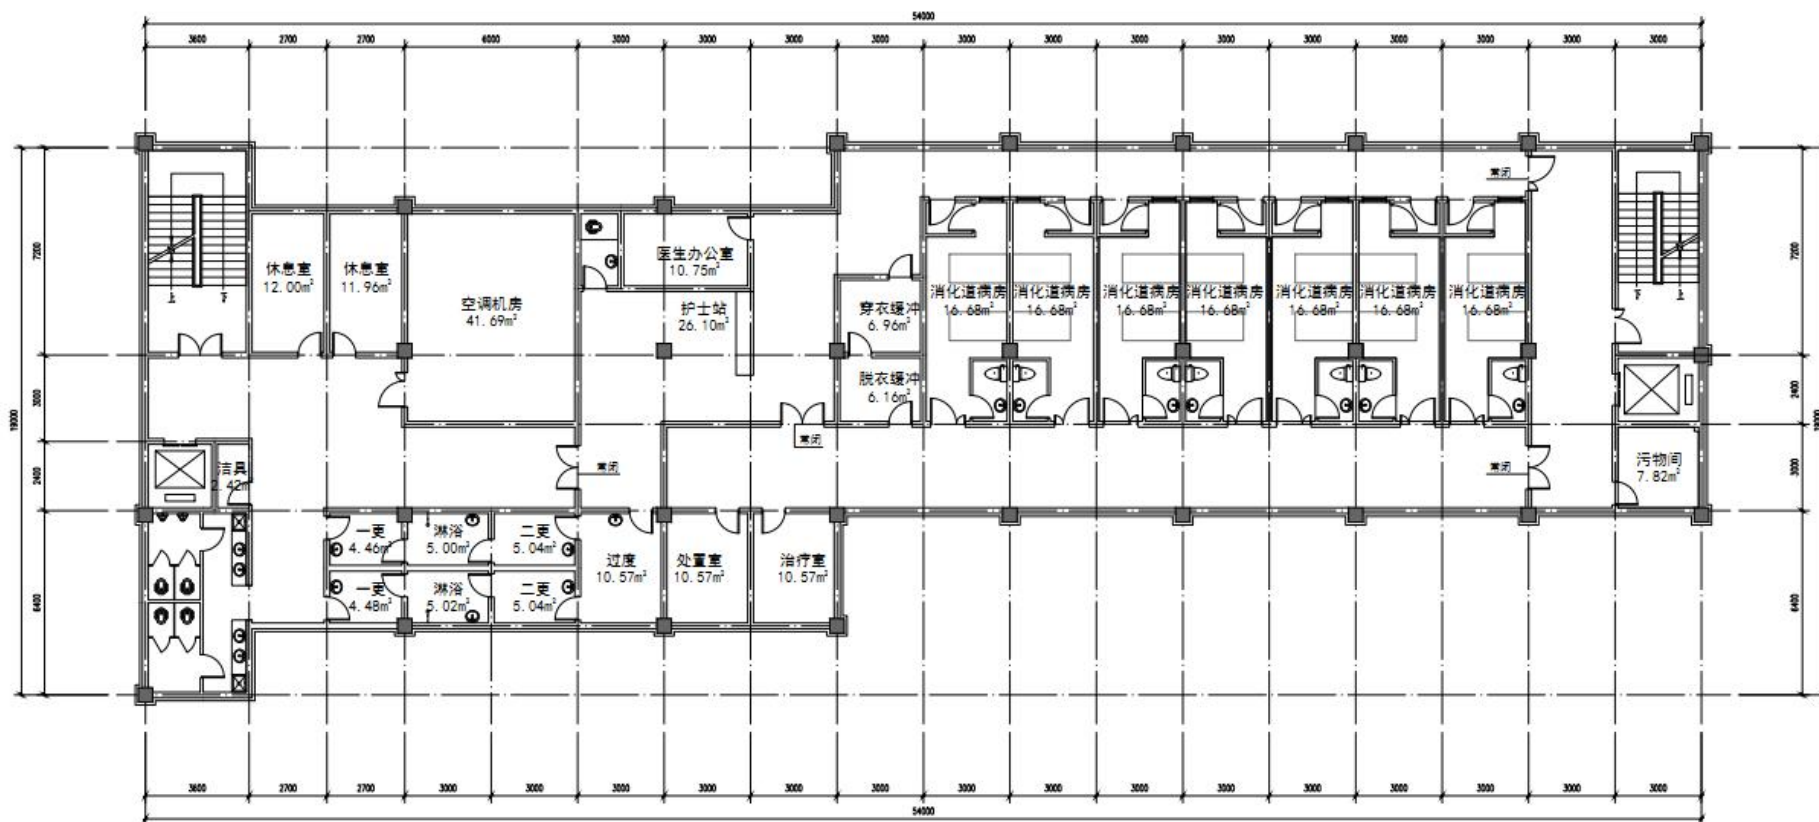 54000
3600 2700 2700 6000 3000 3000 3000 3000 3000 3000 3000 3000 3000 3000 3000 3000 3000
常闭
7200
7200
休息室
12.00m²
休息室
11.96m²
空调机房
41.69m²
医生办公室
10.75m²
护士站
26.10m²
穿衣缓冲
6.96m²
消化道病房
16.68m²
消化道病房
16.68m²
消化道病房
16.68m²
消化道病房
16.68m²
消化道病房
16.68m²
消化道病房
16.68m²
消化道病房
16.68m²
上 下
下 上
脱衣缓冲
6.16m²
19000
3000
2400
19000
常闭
洁具
2.42m²
常闭
常闭
污物间
7.82m²
2400
3000
一更
4.46m²
淋浴
5.00m²
二更
5.04m²
过度
10.57m²
处置室
10.57m²
治疗室
10.57m²
一更
4.48m²
淋浴
5.02m²
二更
5.04m²
6400
6400
3600 2700 2700 3000 3000 3000 3000 3000 3000 3000 3000 3000 3000 3000 3000 3000 3000 3000
54000